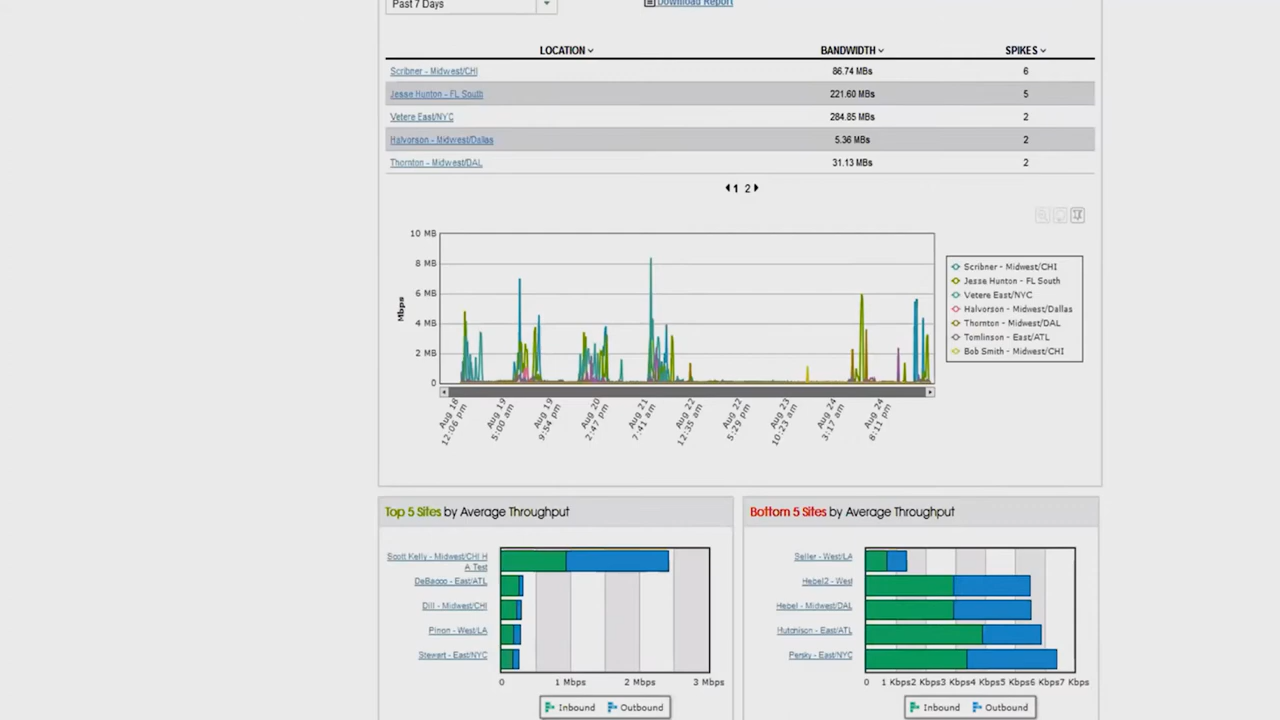 Past 7 Days
Download Report
LOCATION BANDWIDTH SPIKES
Scribner - Midwest/CHI 86.74 MBs 6
Jesse Hunton - FL South 221.60 MBs 5
Vetere East/NYC 284.85 MBs 2
Halvorson - Midwest/Dallas 5.36 MBs 2
Thornton - Midwest/DAL 31.13 MBs 2
1 2
10 MB
8 MB
6 MB
4 MB
2 MB
0
Mbps
Aug 18 12:06 pm
Aug 19 5:00 am
Aug 19 9:54 pm
Aug 20 2:47 pm
Aug 21 7:41 am
Aug 22 12:35 am
Aug 22 5:29 pm
Aug 23 10:23 am
Aug 24 3:17 am
Aug 24 8:11 pm
Scribner - Midwest/CHI
Jesse Hunton - FL South
Vetere East/NYC
Halvorson - Midwest/Dallas
Thornton - Midwest/DAL
Tomlinson - East/ATL
Bob Smith - Midwest/CHI
Top 5 Sites by Average Throughput
Scott Kelly - Midwest/CHI H
A Test
DeBacco - East/ATL
Dill - Midwest/CHI
Pinon - West/LA
Stewart - East/NYC
0 1 Mbps 2 Mbps 3 Mbps
Inbound Outbound
Bottom 5 Sites by Average Throughput
Seller - West/LA
Hebel2 - West
Hebel - Midwest/DAL
Hutchison - East/ATL
Persky - East/NYC
0 1 Kbps2 Kbps3 Kbps4 Kbps5 Kbps6 Kbps7 Kbps
Inbound Outbound